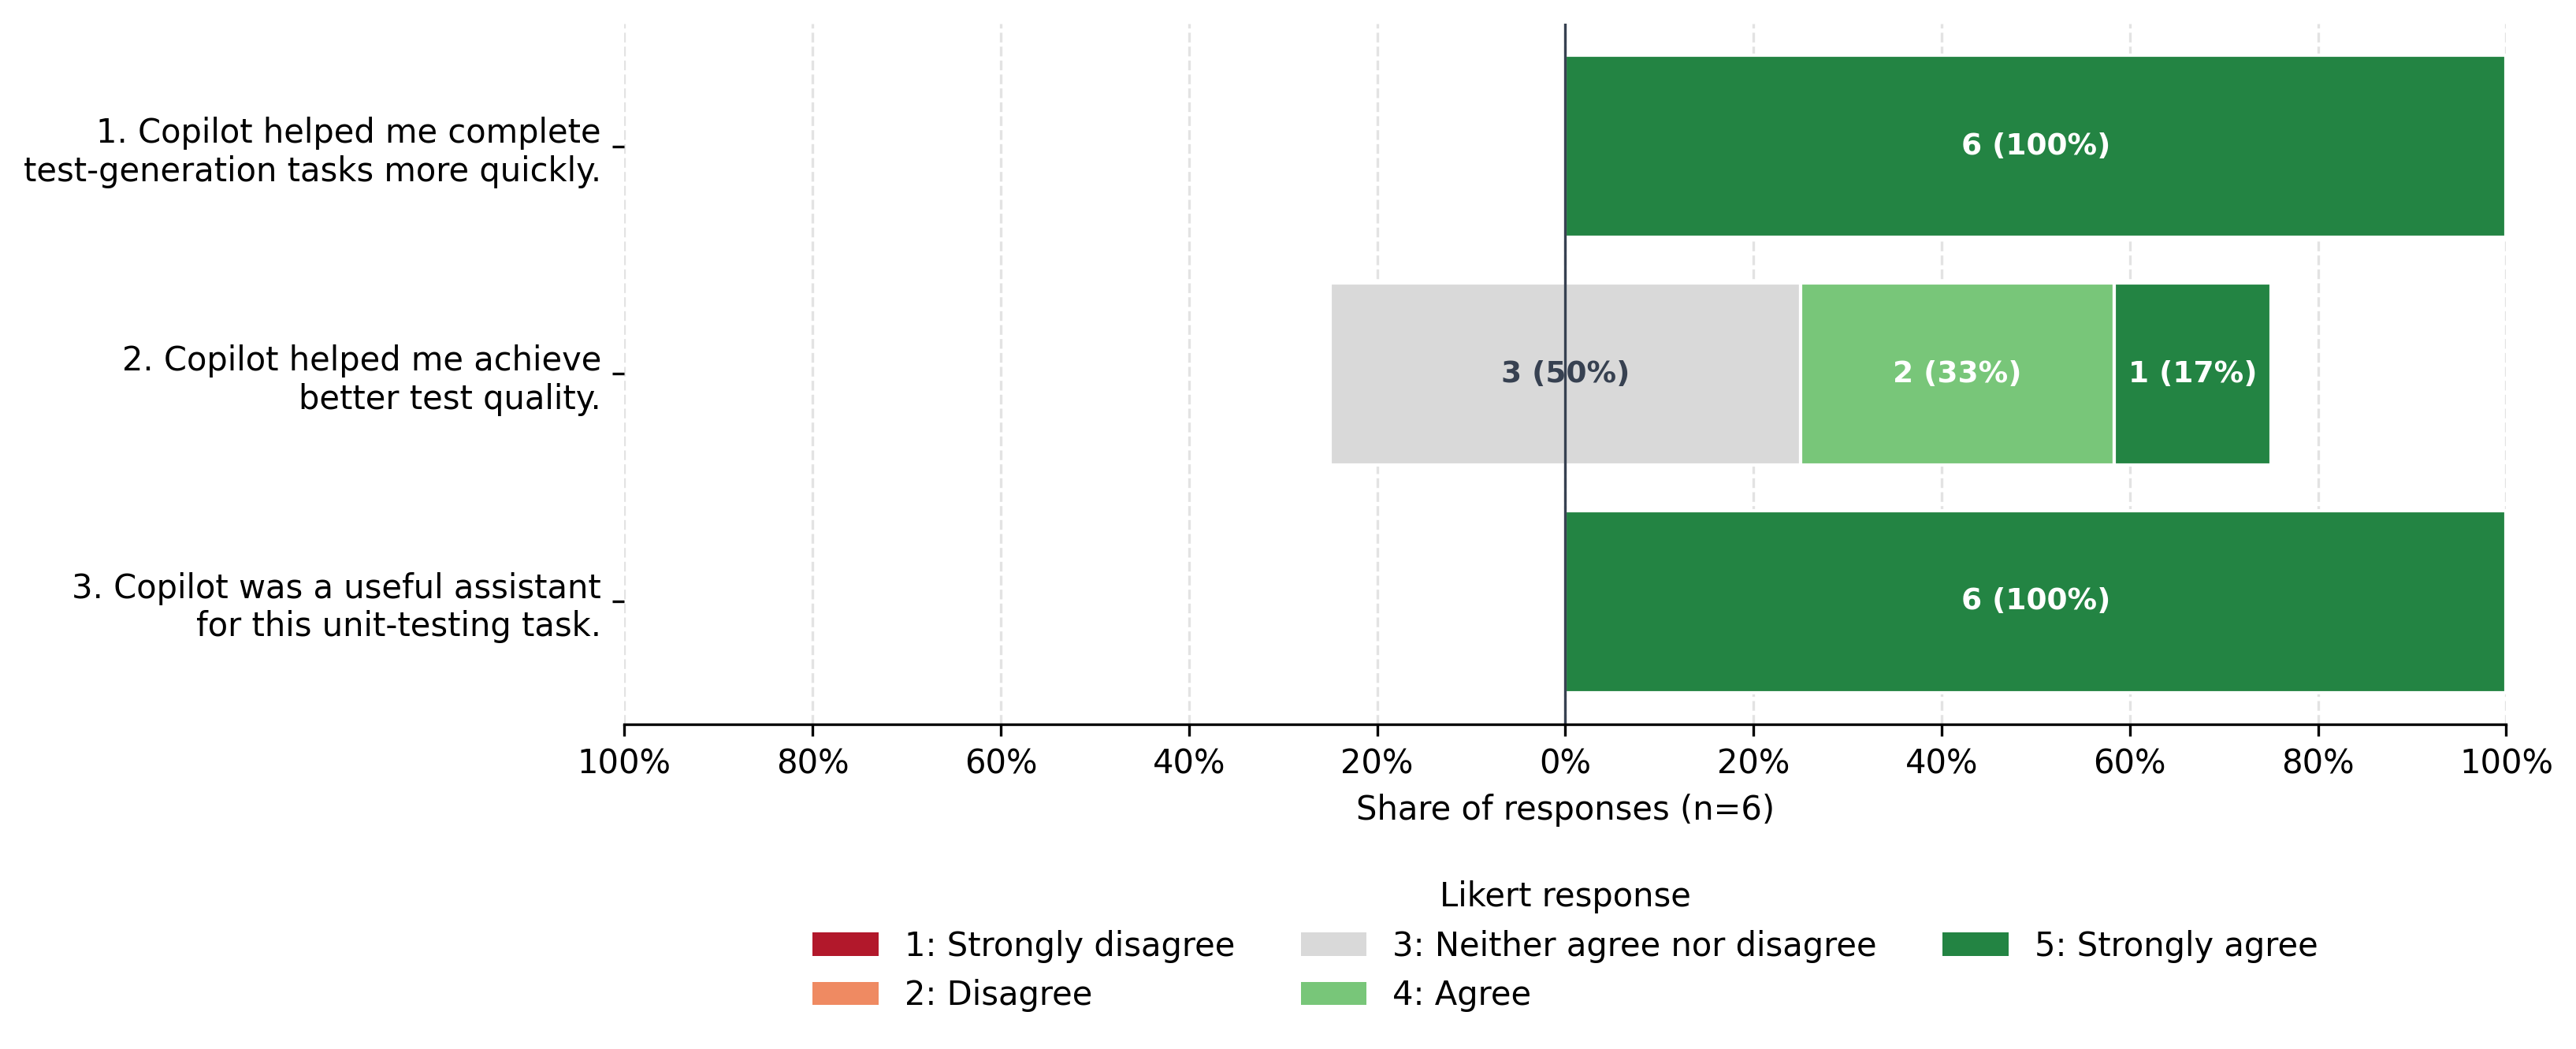 1. Copilot helped me complete
test-generation tasks more quickly.
6 (100%)
2. Copilot helped me achieve
better test quality.
3 (50%)
2 (33%)
1 (17%)
3. Copilot was a useful assistant
for this unit-testing task.
6 (100%)
100% 80% 60% 40% 20% 0% 20% 40% 60% 80% 100%
Share of responses (n=6)
Likert response
1: Strongly disagree
2: Disagree
3: Neither agree nor disagree
4: Agree
5: Strongly agree